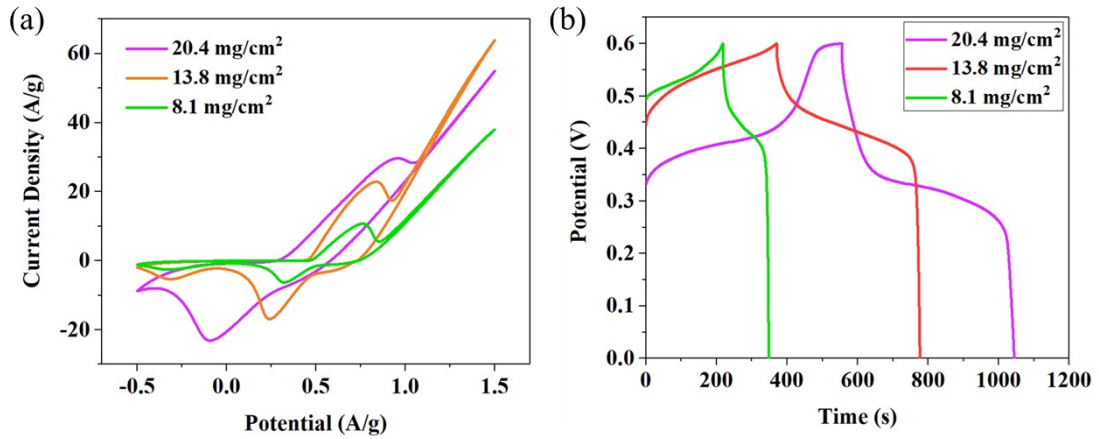 (a)
20.4 mg/cm²
13.8 mg/cm²
8.1 mg/cm²
Current Density (A/g)
60
40
20
0
-20
-0.5
0.0
0.5
1.0
1.5
Potential (A/g)
(b)
20.4 mg/cm²
13.8 mg/cm²
8.1 mg/cm²
Potential (V)
0.6
0.5
0.4
0.3
0.2
0.1
0.0
0
200
400
600
800
1000
1200
Time (s)